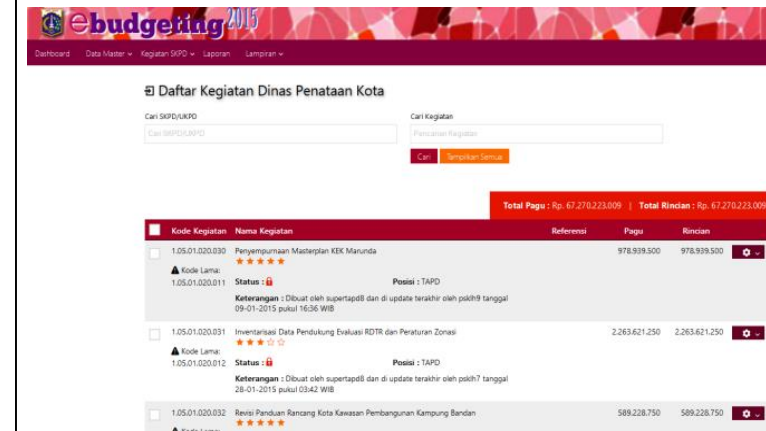 ebudgeting 2015
Dashboard Data Master Kegiatan SKPD Laporan Lampiran
Daftar Kegiatan Dinas Penataan Kota
Cari SKPD/UKPD Cari Kegiatan
Cari SKPD/UKPD Pencarian Kegiatan
Cari Tampilkan Semua
Total Pagu : Rp. 67.270.223.009 | Total Rincian : Rp. 67.270.223.009
Kode Kegiatan Nama Kegiatan Referensi Pagu Rincian
1.05.01.020.030 Penyempurnaan Masterplan KEK Marunda 978.939.500 978.939.500
Kode Lama:
1.05.01.020.011 Status : Posisi : TAPD
Keterangan : Dibuat oleh supertapd8 dan di update terakhir oleh psklh9 tanggal
09-01-2015 pukul 16:36 WIB
1.05.01.020.031 Inventarisasi Data Pendukung Evaluasi RDTR dan Peraturan Zonasi 2.263.621.250 2.263.621.250
Kode Lama:
1.05.01.020.012 Status : Posisi : TAPD
Keterangan : Dibuat oleh supertapd8 dan di update terakhir oleh psklh7 tanggal
28-01-2015 pukul 03:42 WIB
1.05.01.020.032 Revisi Panduan Rancang Kota Kawasan Pembangunan Kampung Bandan 589.228.750 589.228.750
Kode Lama: